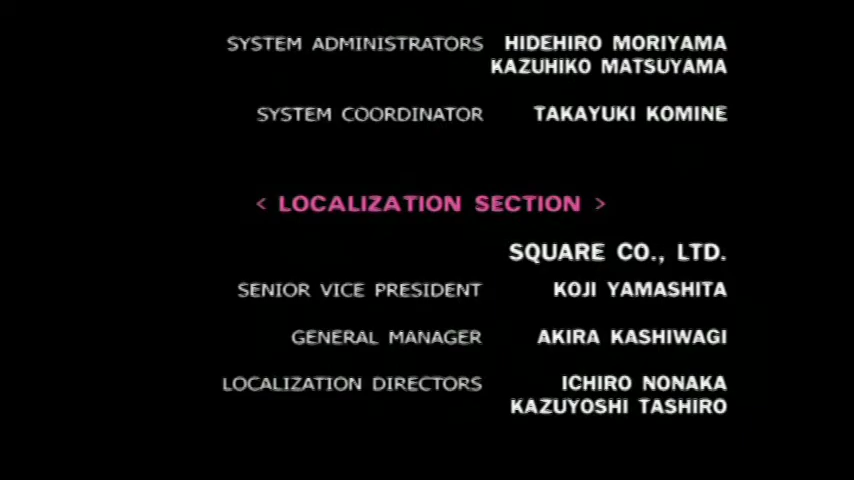 SYSTEM ADMINISTRATORS HIDEHIRO MORIYAMA
KAZUHIKO MATSUYAMA
SYSTEM COORDINATOR TAKAYUKI KOMINE
< LOCALIZATION SECTION >
SQUARE CO., LTD.
SENIOR VICE PRESIDENT KOJI YAMASHITA
GENERAL MANAGER AKIRA KASHIWAGI
LOCALIZATION DIRECTORS ICHIRO NONAKA
KAZUYOSHI TASHIRO